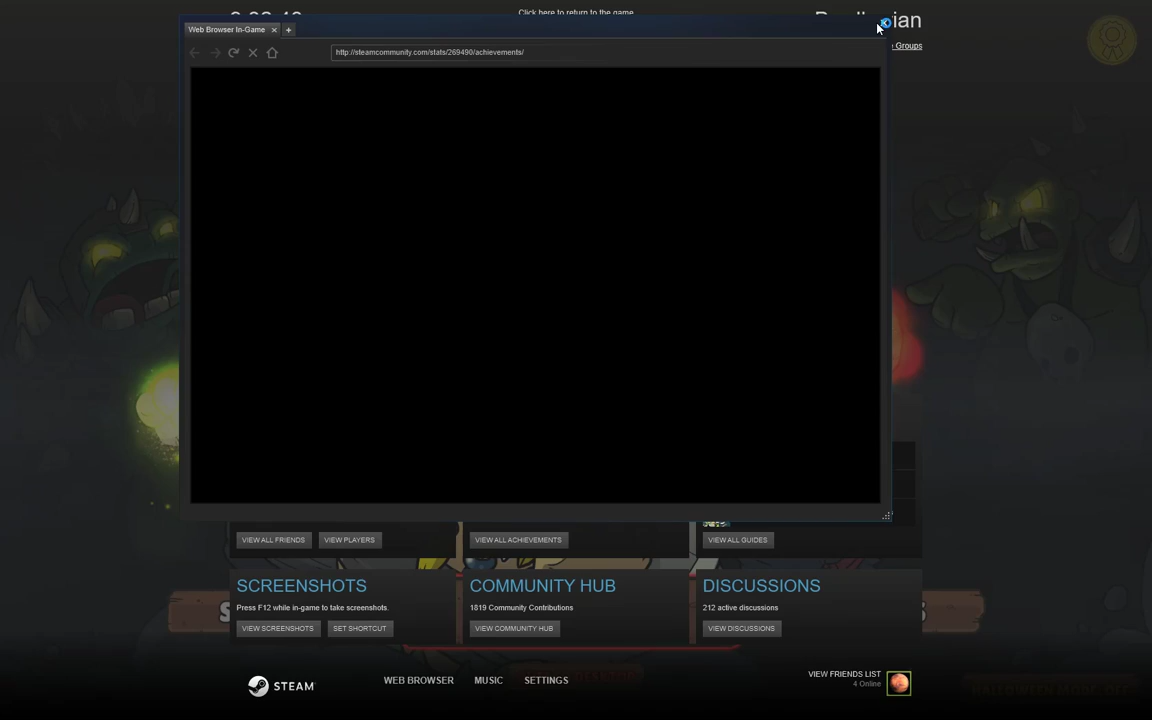 Click here to return to the game
Web Browser In-Game
http://steamcommunity.com/stats/269490/achievements/
Groups
VIEW ALL FRIENDS
VIEW PLAYERS
VIEW ALL ACHIEVEMENTS
VIEW ALL GUIDES
SCREENSHOTS
COMMUNITY HUB
DISCUSSIONS
Press F12 while in-game to take screenshots.
1819 Community Contributions
212 active discussions
VIEW SCREENSHOTS
SET SHORTCUT
VIEW COMMUNITY HUB
VIEW DISCUSSIONS
STEAM
WEB BROWSER
MUSIC
SETTINGS
VIEW FRIENDS LIST
4 Online